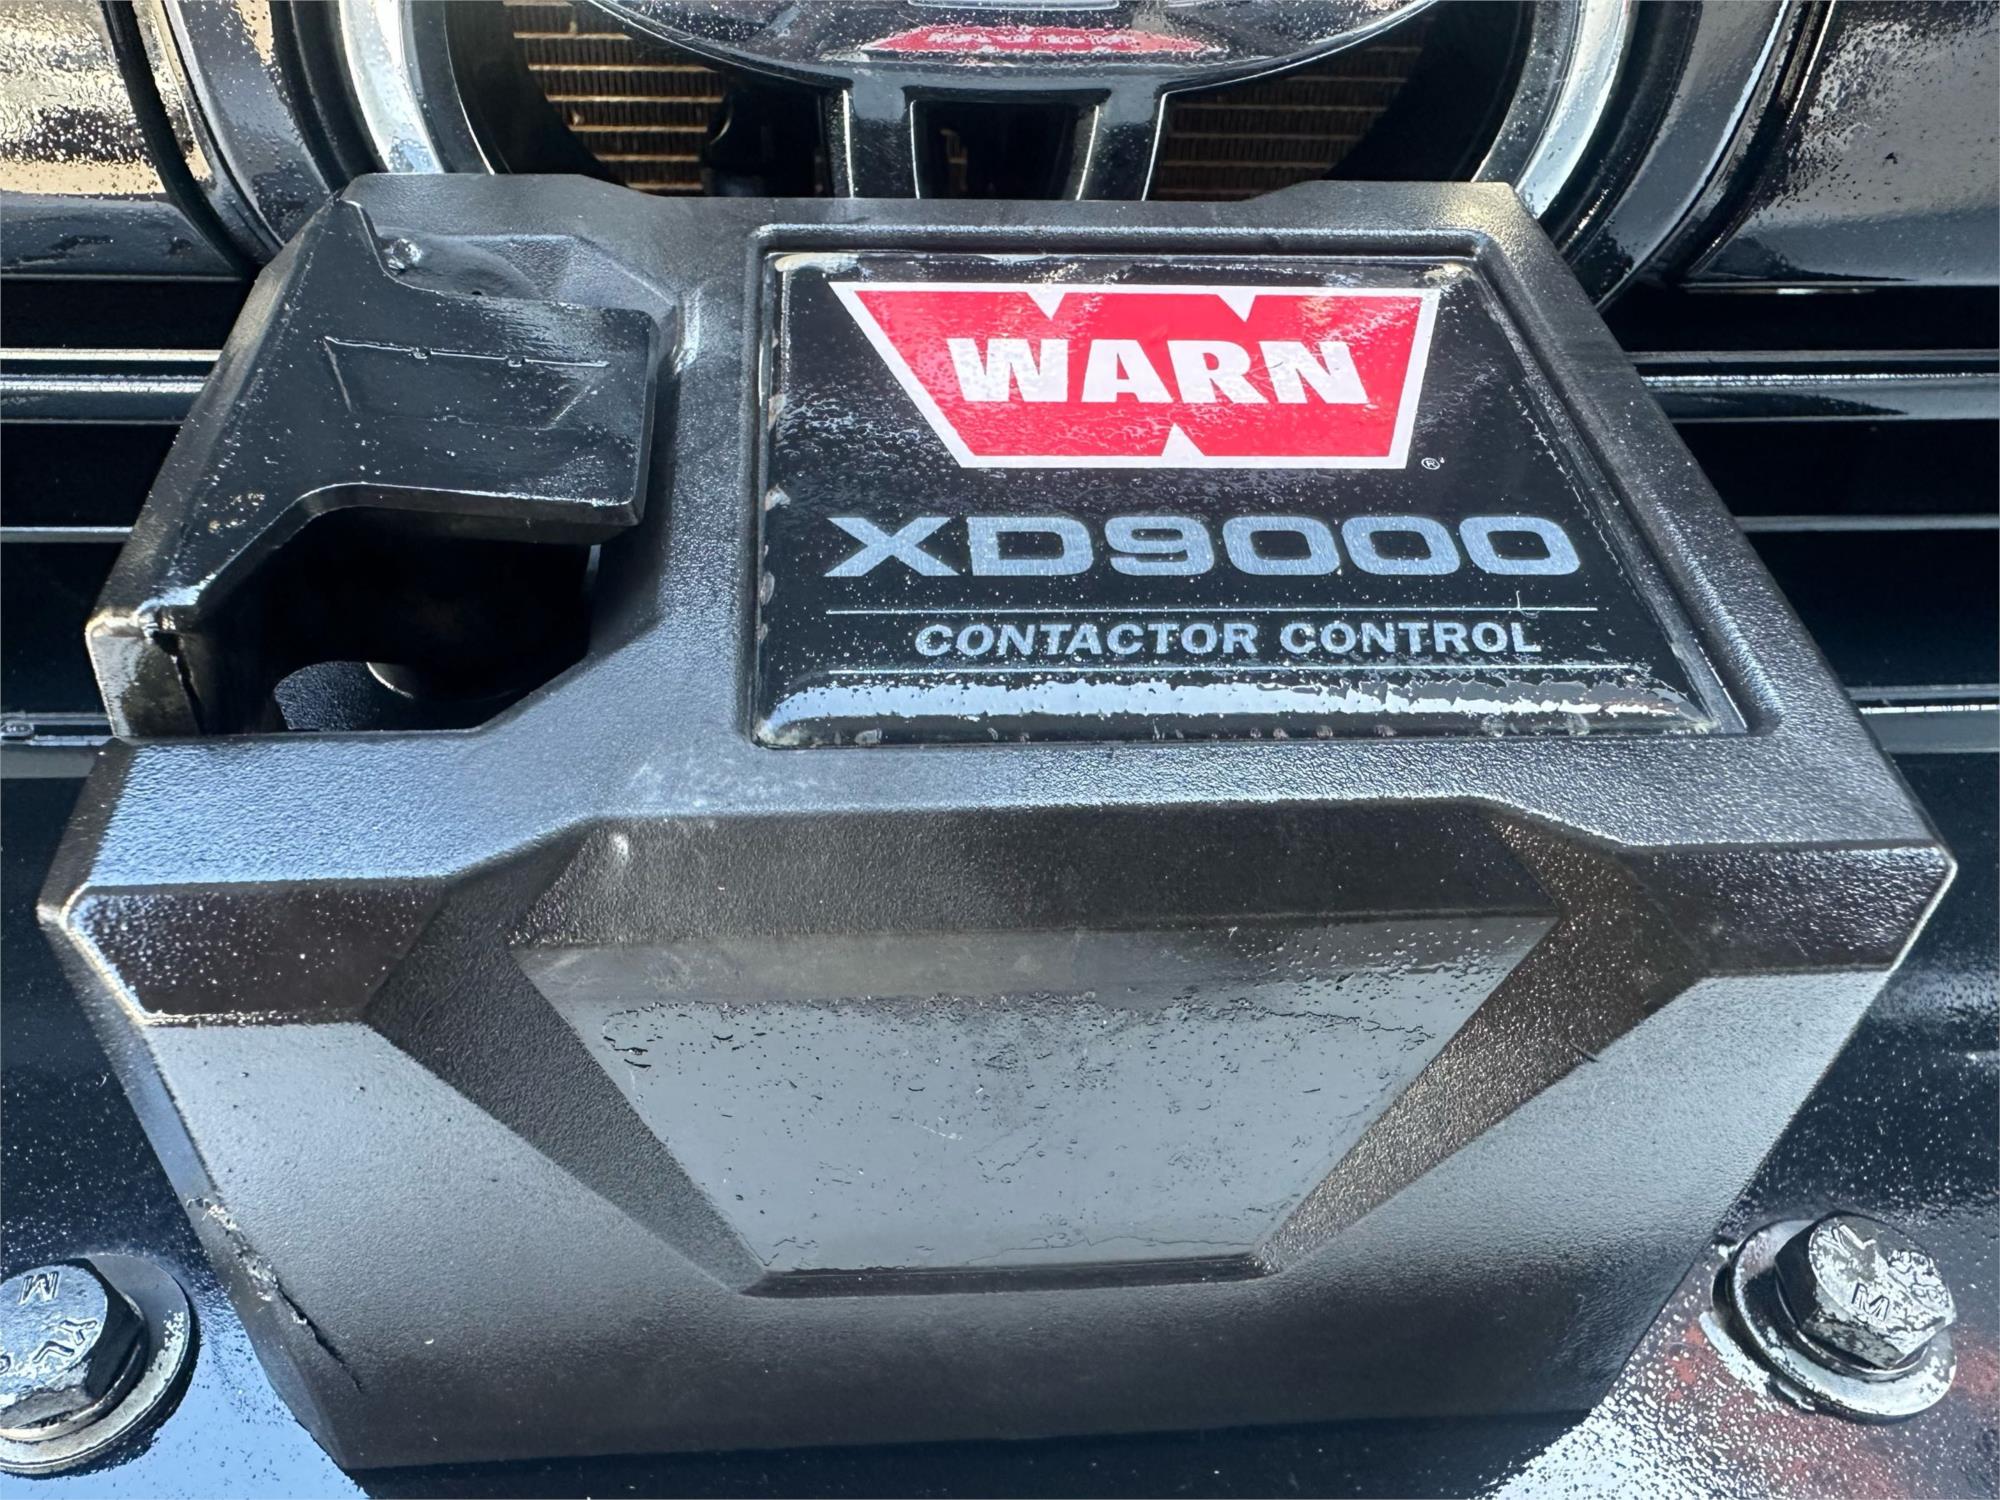 WARN
®
XD9000
CONTACTOR CONTROL